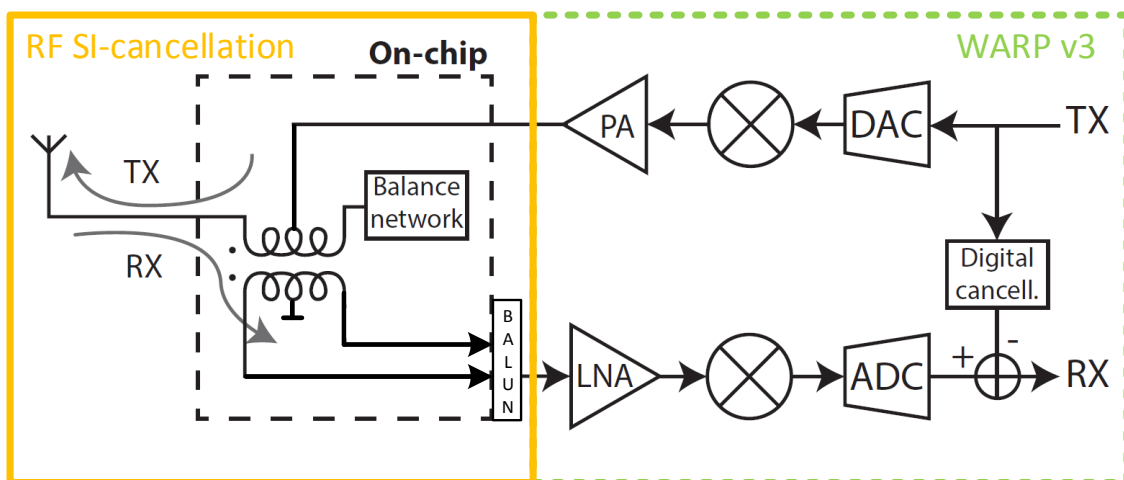 RF SI-cancellation
WARP v3
On-chip
PA
DAC
TX
TX
Balance
network
RX
Digital
cancell.
BALUN
LNA
ADC
+
-
RX